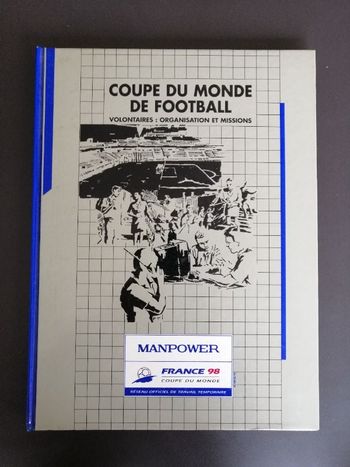 COUPE DU MONDE
DE FOOTBALL
VOLONTAIRES : ORGANISATION ET MISSIONS
MANPOWER
FRANCE 98
COUPE DU MONDE
RÉSEAU OFFICIEL DE TRAVAIL TEMPORAIRE